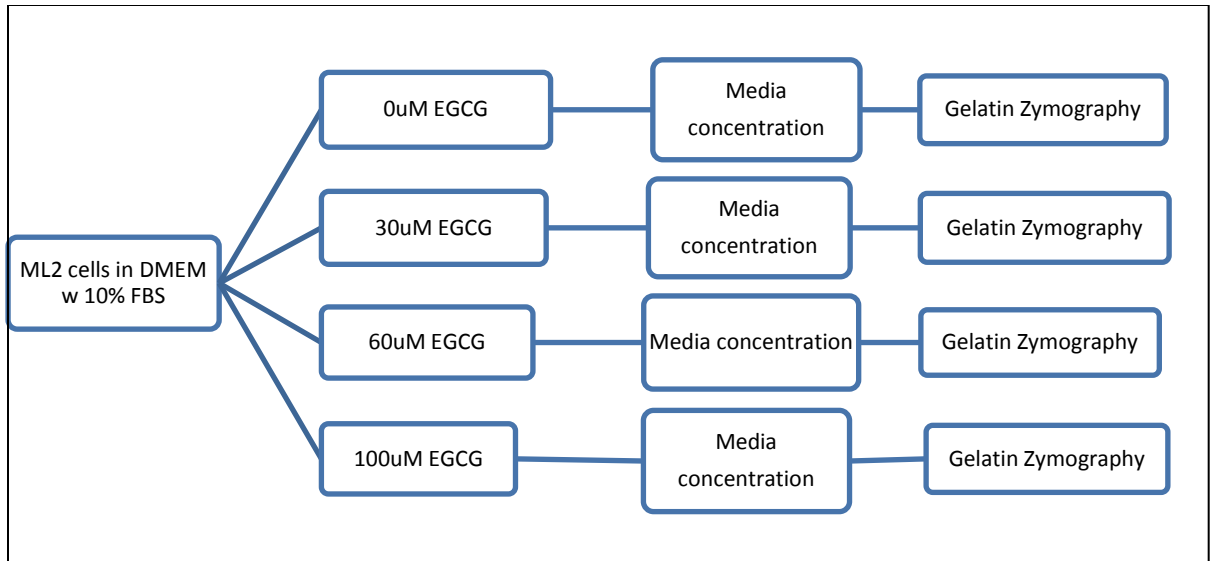 ML2 cells in DMEM
w 10% FBS
0uM EGCG
Media
concentration
Gelatin Zymography
30uM EGCG
Media
concentration
Gelatin Zymography
60uM EGCG
Media concentration
Gelatin Zymography
100uM EGCG
Media
concentration
Gelatin Zymography